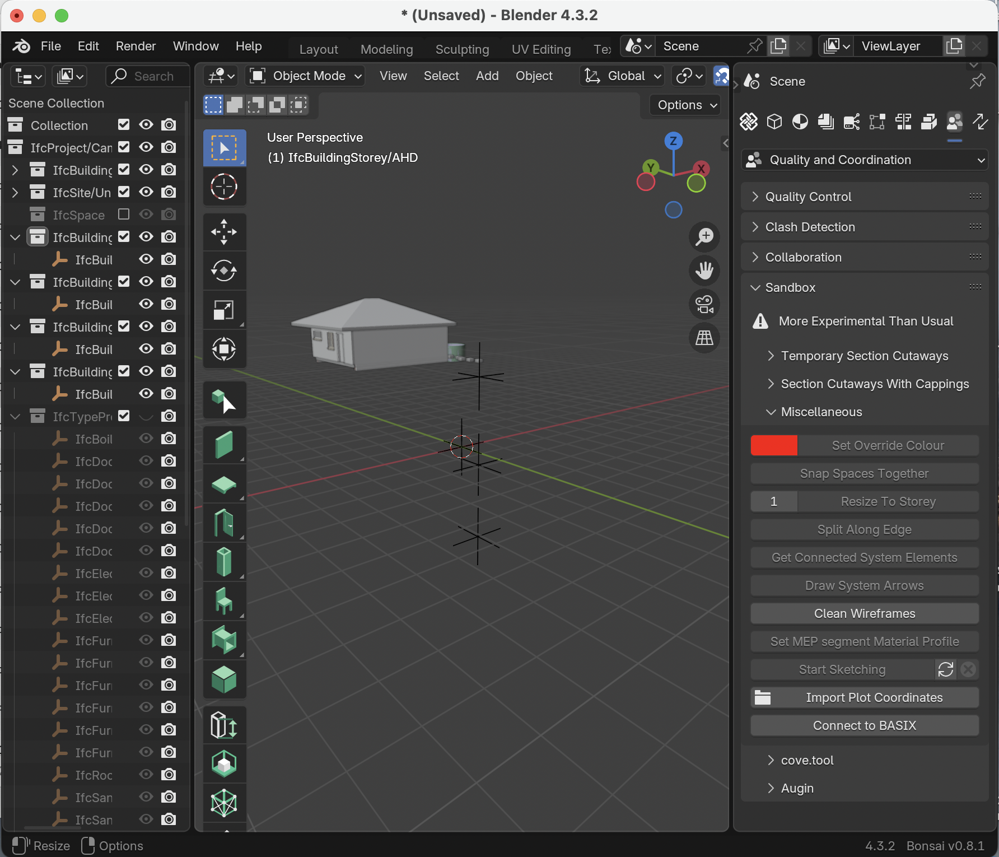 * (Unsaved) - Blender 4.3.2
File Edit Render Window Help Layout Modeling Sculpting UV Editing Te Scene ViewLayer
Search
Object Mode View Select Add Object Global
Options
Scene Collection
Collection
IfcProject/Car
IfcBuilding
IfcSite/Un
IfcSpace
IfcBuilding
IfcBuil
IfcBuilding
IfcBuil
IfcBuilding
IfcBuil
IfcBuilding
IfcBuil
IfcTypePr
IfcBoil
IfcDoc
IfcDoc
IfcDoc
IfcDoc
IfcDoc
IfcElec
IfcElec
IfcElec
IfcFur
IfcFur
IfcFur
IfcFur
IfcFur
IfcFur
IfcRoc
IfcSan
IfcSan
User Perspective
(1) IfcBuildingStorey/AHD
Z
Y
X
Scene
Quality and Coordination
Quality Control
Clash Detection
Collaboration
Sandbox
More Experimental Than Usual
Temporary Section Cutaways
Section Cutaways With Cappings
Miscellaneous
Set Override Colour
Snap Spaces Together
1 Resize To Storey
Split Along Edge
Get Connected System Elements
Draw System Arrows
Clean Wireframes
Set MEP segment Material Profile
Start Sketching
Import Plot Coordinates
Connect to BASIX
cove.tool
Augin
Resize Options
4.3.2 Bonsai v0.8.1